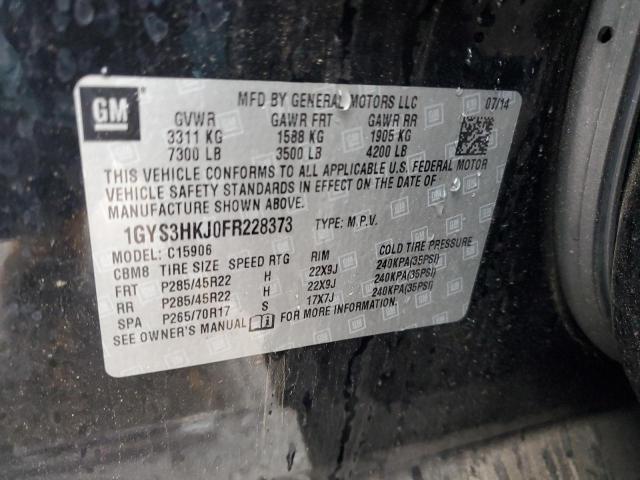 GM
MFD BY GENERAL MOTORS LLC 07/14
GVWR GAWR FRT GAWR RR
3311 KG 1588 KG 1905 KG
7300 LB 3500 LB 4200 LB
THIS VEHICLE CONFORMS TO ALL APPLICABLE U.S. FEDERAL MOTOR
VEHICLE SAFETY STANDARDS IN EFFECT ON THE DATE OF
MANUFACTURE SHOWN ABOVE.
1GYS3HKJ0FR228373 TYPE: M.P.V.
MODEL: C15906
CBM8 TIRE SIZE SPEED RTG RIM COLD TIRE PRESSURE
FRT P285/45R22 H 22X9J 240KPA(35PSI)
RR P285/45R22 H 22X9J 240KPA(35PSI)
SPA P265/70R17 S 17X7J 240KPA(35PSI)
SEE OWNER'S MANUAL FOR MORE INFORMATION.